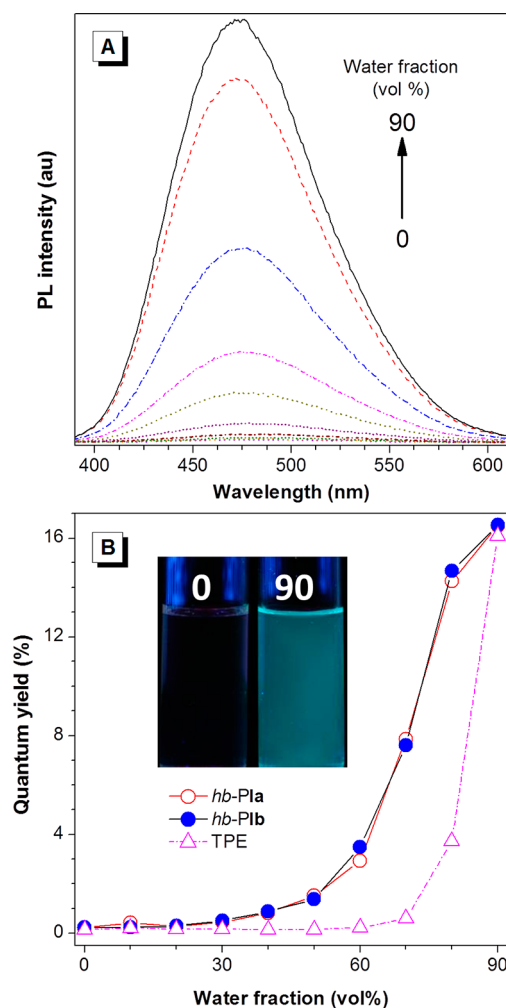 A
Water fraction
(vol %)
90
0
PL intensity (au)
400 450 500 550 600
Wavelength (nm)
B
16
12
8
4
0
Quantum yield (%)
0 90
hb-PIa
hb-PIb
TPE
0 30 60 90
Water fraction (vol%)